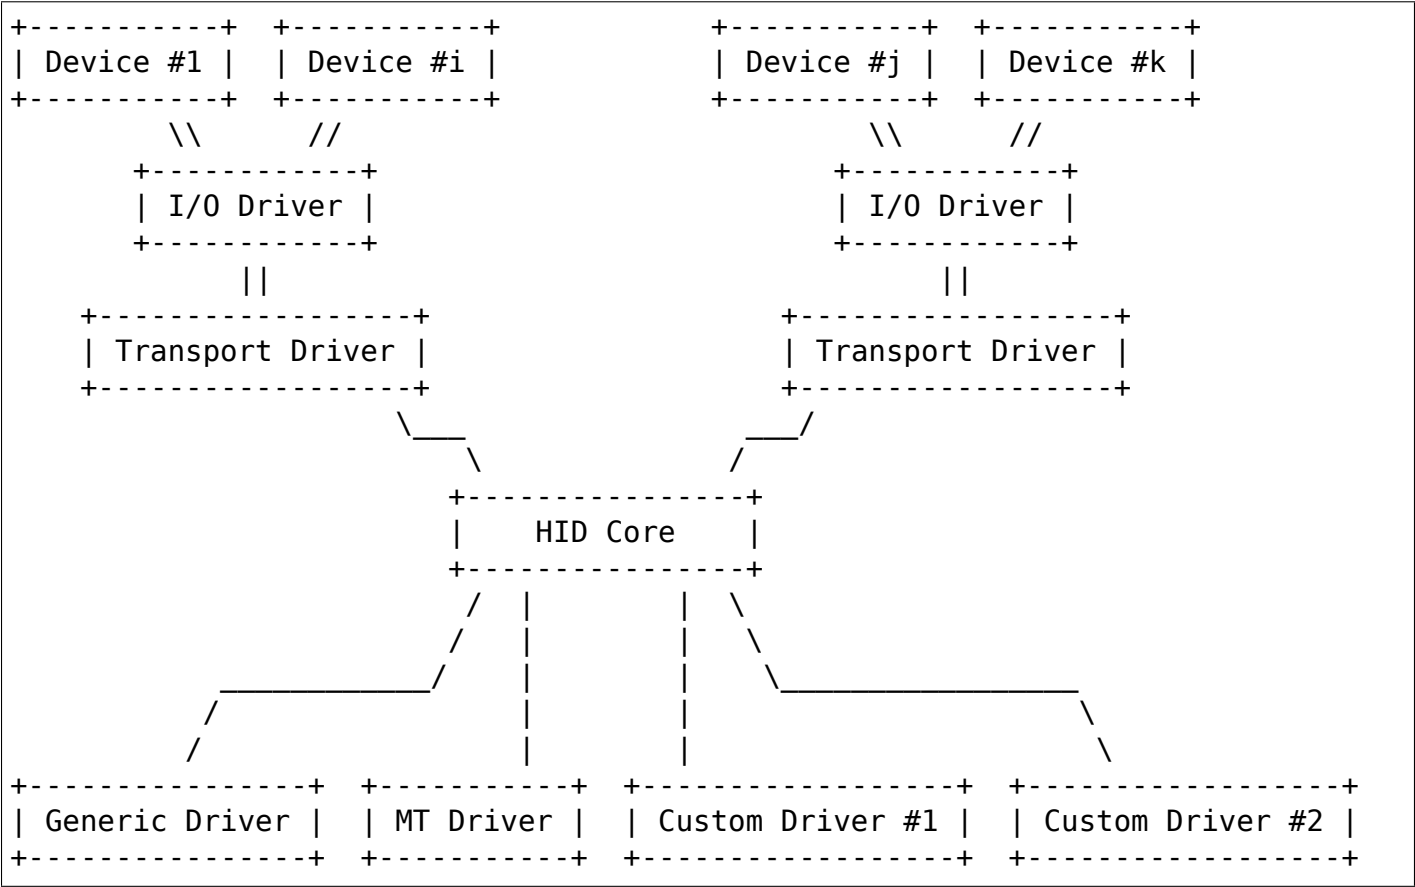 Device #1 Device #i Device #j Device #k
I/O Driver I/O Driver
Transport Driver Transport Driver
HID Core
Generic Driver MT Driver Custom Driver #1 Custom Driver #2